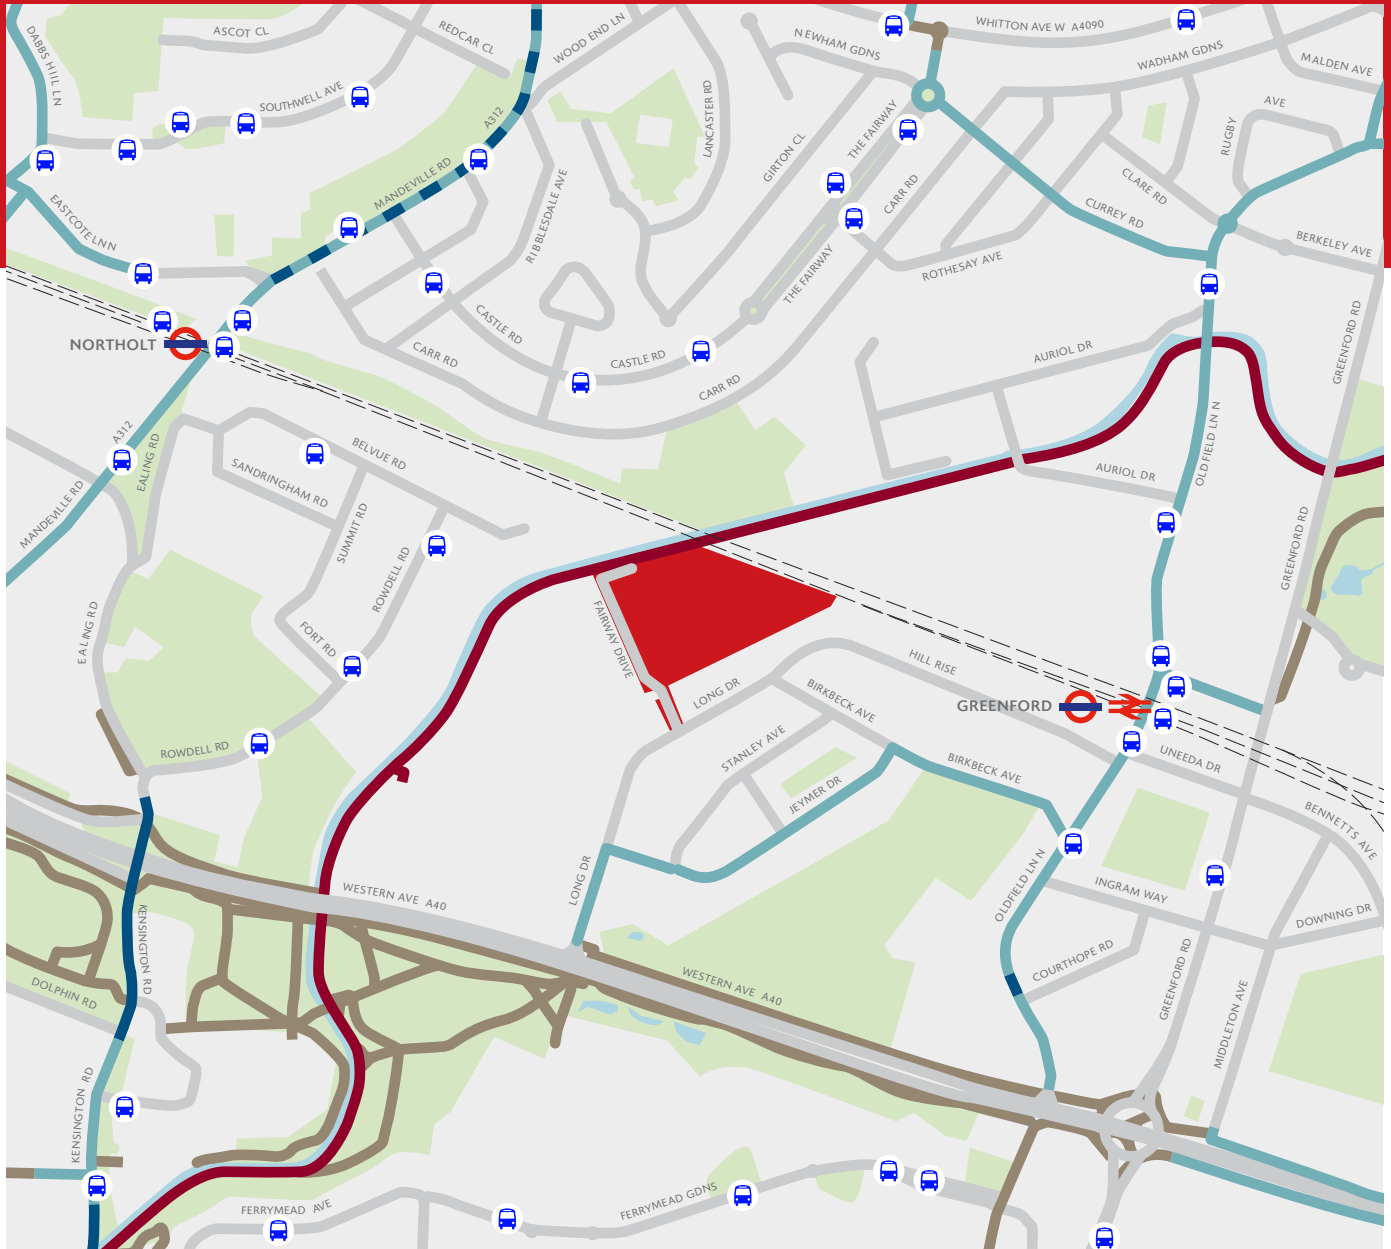 WHITTON AVE W A4090
DABBS HILL LN
ASCOT CL
REDCAR CL
WOOD END LN
NEWHAM GDNS
WADHAM GDNS
MALDEN AVE
SOUTHWELL AVE
A312
LANCASTER RD
THE FAIRWAY
AVE
RUGBY
GIRTON CL
MANDEVILLE RD
RIBBLESDALE AVE
CARR RD
CLARE RD
CURREY RD
EASTCOTE LN N
BERKELEY AVE
ROTHESAY AVE
THE FAIRWAY
CASTLE RD
GREENFORD RD
NORTHOLT
CARR RD
CASTLE RD
AURIOL DR
CARR RD
A312
EALING RD
BELVUE RD
OLDFIELD LN N
SANDRINGHAM RD
AURIOL DR
MANDEVILLE RD
SUMMIT RD
GREENFORD RD
ROWDELL RD
EALING RD
FORT RD
FAIRWAY DRIVE
HILL RISE
LONG DR
BIRKBECK AVE
GREENFORD
ROWDELL RD
STANLEY AVE
UNEEDA DR
BIRKBECK AVE
JEYMER DR
BENNETTS AVE
LONG DR
WESTERN AVE A40
OLDFIELD LN N
INGRAM WAY
DOWNING DR
KENSINGTON RD
COURTHOPE RD
GREENFORD RD
WESTERN AVE A40
DOLPHIN RD
MIDDLETON AVE
KENSINGTON RD
FERRYMEAD AVE
FERRYMEAD GDNS